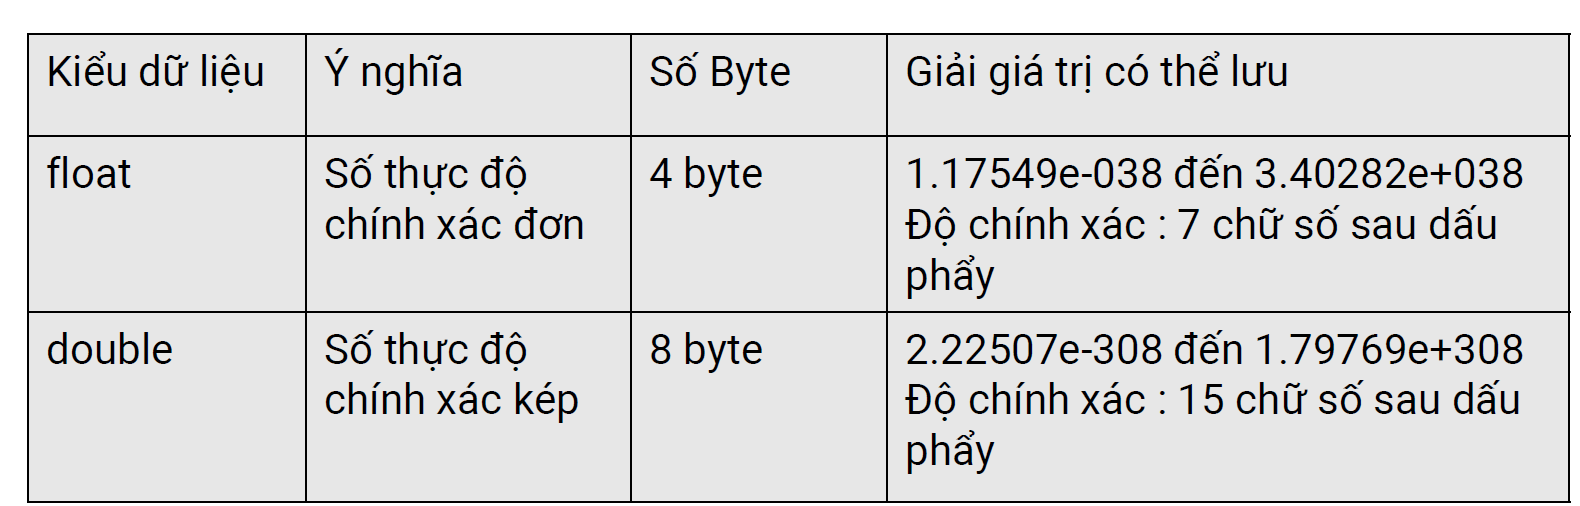 Kiểu dữ liệu Ý nghĩa Số Byte Giải giá trị có thể lưu
float Số thực độ 4 byte 1.17549e-038 đến 3.40282e+038
chính xác đơn Độ chính xác : 7 chữ số sau dấu
phẩy
double Số thực độ 8 byte 2.22507e-308 đến 1.79769e+308
chính xác kép Độ chính xác : 15 chữ số sau dấu
phẩy